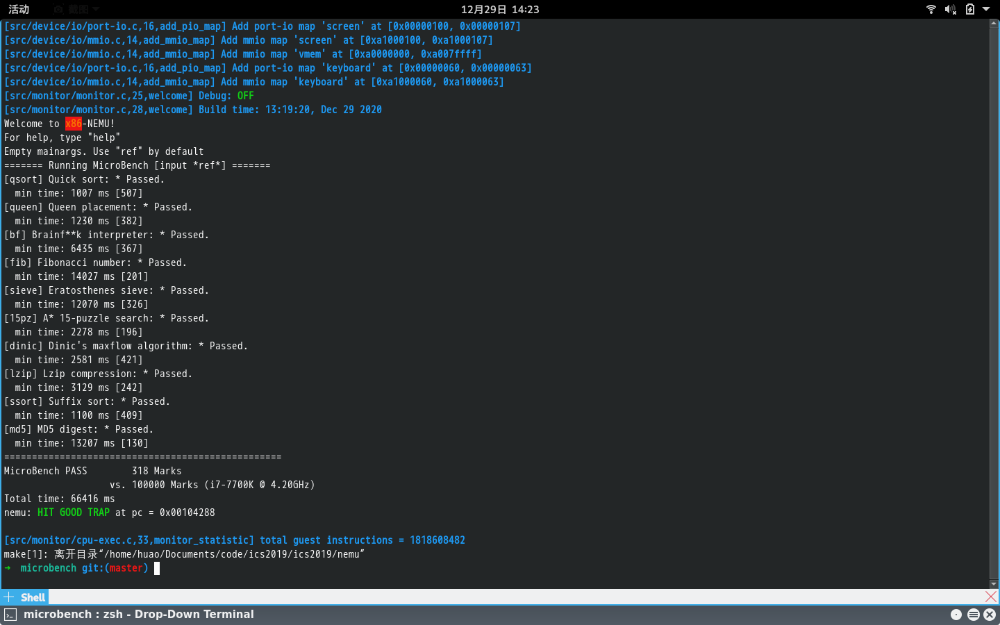 活动 截图 12月29日 14:23
[src/device/io/port-io.c,16,add_pio_map] Add port-io map 'screen' at [0x00000100, 0x00000107]
[src/device/io/mmio.c,14,add_mmio_map] Add mmio map 'screen' at [0xa1000100, 0xa1000107]
[src/device/io/mmio.c,14,add_mmio_map] Add mmio map 'vmem' at [0xa0000000, 0xa007ffff]
[src/device/io/port-io.c,16,add_pio_map] Add port-io map 'keyboard' at [0x00000060, 0x00000063]
[src/device/io/mmio.c,14,add_mmio_map] Add mmio map 'keyboard' at [0xa1000060, 0xa1000063]
[src/monitor/monitor.c,25,welcome] Debug: OFF
[src/monitor/monitor.c,28,welcome] Build time: 13:19:20, Dec 29 2020
Welcome to x86-NEMU!
For help, type "help"
Empty mainargs. Use "ref" by default
======= Running MicroBench [input *ref*] =======
[qsort] Quick sort: * Passed.
  min time: 1007 ms [507]
[queen] Queen placement: * Passed.
  min time: 1230 ms [382]
[bf] Brainf**k interpreter: * Passed.
  min time: 6435 ms [367]
[fib] Fibonacci number: * Passed.
  min time: 14027 ms [201]
[sieve] Eratosthenes sieve: * Passed.
  min time: 12070 ms [326]
[15pz] A* 15-puzzle search: * Passed.
  min time: 2278 ms [196]
[dinic] Dinic's maxflow algorithm: * Passed.
  min time: 2581 ms [421]
[lzip] Lzip compression: * Passed.
  min time: 3129 ms [242]
[ssort] Suffix sort: * Passed.
  min time: 1100 ms [409]
[md5] MD5 digest: * Passed.
  min time: 13207 ms [130]
==================================================
MicroBench PASS        318 Marks
                   vs. 100000 Marks (i7-7700K @ 4.20GHz)
Total time: 66416 ms
nemu: HIT GOOD TRAP at pc = 0x00104288
[src/monitor/cpu-exec.c,33,monitor_statistic] total guest instructions = 1818608482
make[1]: 离开目录“/home/huao/Documents/code/ics2019/ics2019/nemu”
→  microbench git:(master)
Shell
microbench : zsh - Drop-Down Terminal